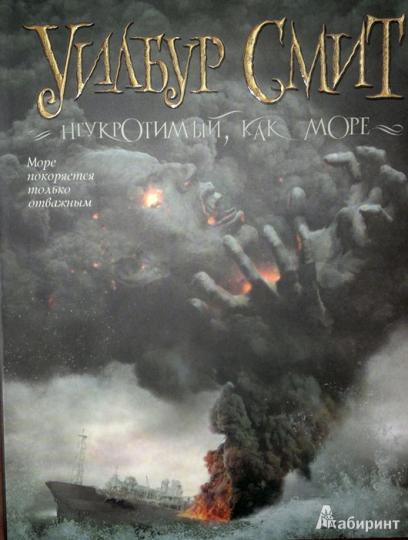 Уилбур Смит
~ НЕУКРОТИМЫЙ, КАК МОРЕ ~
Море
покоряется
только
отважным
Лабиринт